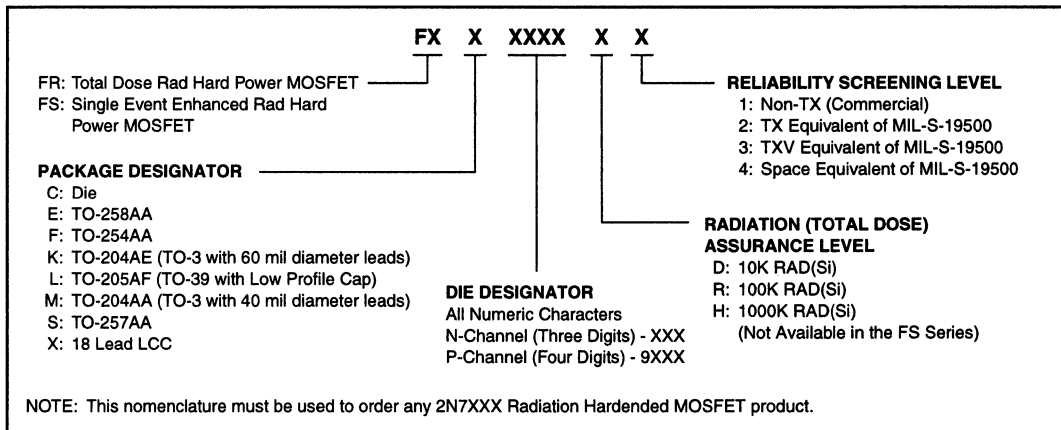 FX X XXXX X X
FR: Total Dose Rad Hard Power MOSFET
FS: Single Event Enhanced Rad Hard
Power MOSFET
PACKAGE DESIGNATOR
C: Die
E: TO-258AA
F: TO-254AA
K: TO-204AE (TO-3 with 60 mil diameter leads)
L: TO-205AF (TO-39 with Low Profile Cap)
M: TO-204AA (TO-3 with 40 mil diameter leads)
S: TO-257AA
X: 18 Lead LCC
DIE DESIGNATOR
All Numeric Characters
N-Channel (Three Digits) - XXX
P-Channel (Four Digits) - 9XXX
RELIABILITY SCREENING LEVEL
1: Non-TX (Commercial)
2: TX Equivalent of MIL-S-19500
3: TXV Equivalent of MIL-S-19500
4: Space Equivalent of MIL-S-19500
RADIATION (TOTAL DOSE)
ASSURANCE LEVEL
D: 10K RAD(Si)
R: 100K RAD(Si)
H: 1000K RAD(Si)
(Not Available in the FS Series)
NOTE: This nomenclature must be used to order any 2N7XXX Radiation Hardended MOSFET product.